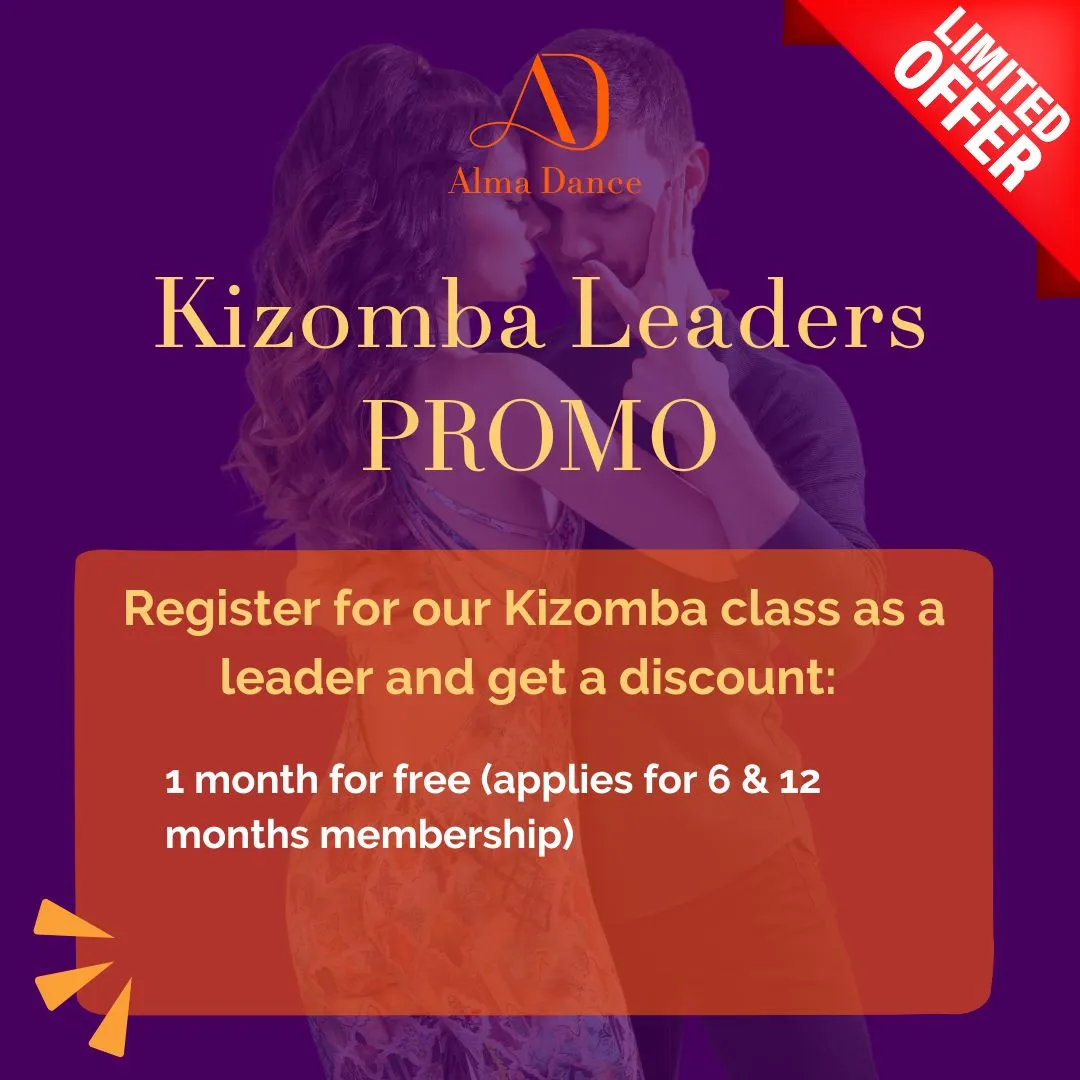 LIMITED
OFFER
AD
Alma Dance
Kizomba Leaders
PROMO
Register for our Kizomba class as a
leader and get a discount:
1 month for free (applies for 6 & 12
months membership)